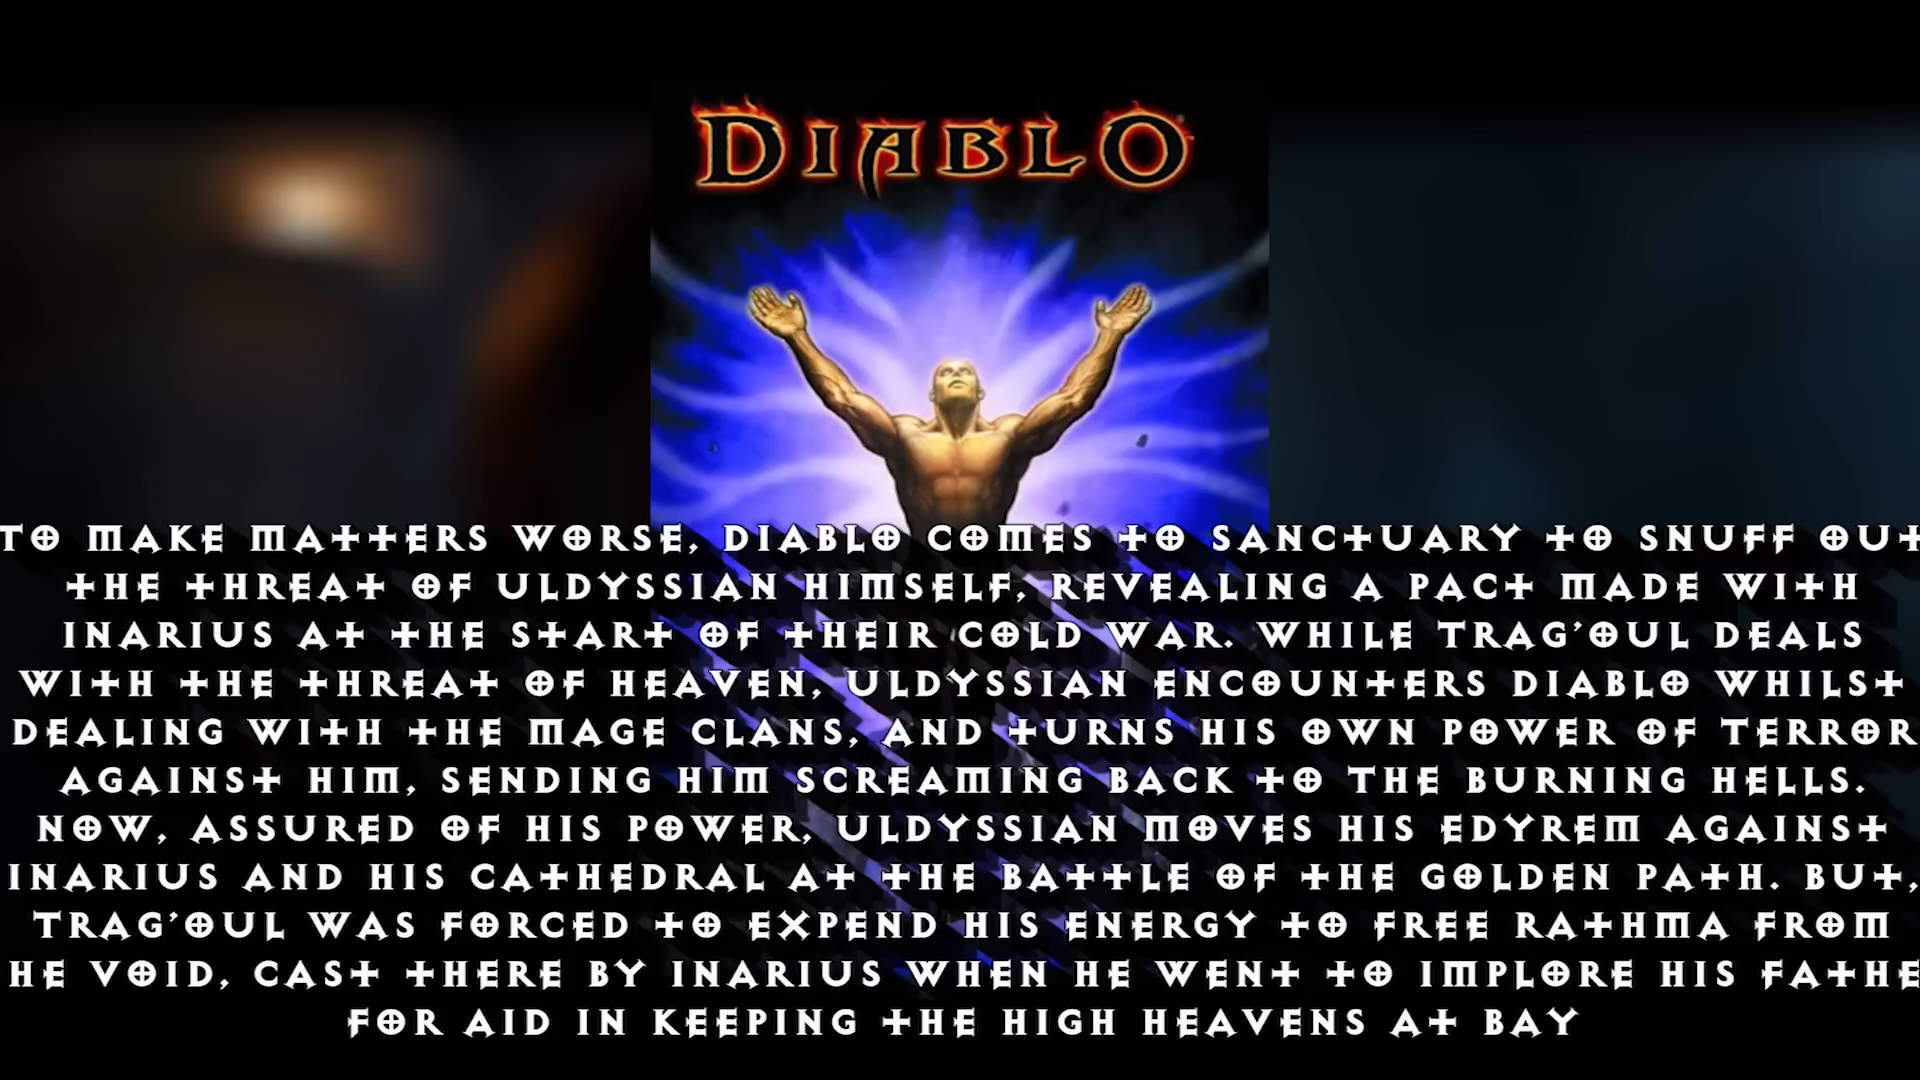 DIABLO
TO MAKE MATTERS WORSE, DIABLO COMES TO SANCTUARY TO SNUFF OUT
THE THREAT OF ULDYSSIAN HIMSELF, REVEALING A PACT MADE WITH
INARIUS AT THE START OF THEIR COLD WAR. WHILE TRAG'OUL DEALS
WITH THE THREAT OF HEAVEN, ULDYSSIAN ENCOUNTERS DIABLO WHILST
DEALING WITH THE MAGE CLANS, AND TURNS HIS OWN POWER OF TERROR
AGAINST HIM, SENDING HIM SCREAMING BACK TO THE BURNING HELLS.
NOW, ASSURED OF HIS POWER, ULDYSSIAN MOVES HIS EDYREM AGAINST
INARIUS AND HIS CATHEDRAL AT THE BATTLE OF THE GOLDEN PATH. BUT,
TRAG'OUL WAS FORCED TO EXPEND HIS ENERGY TO FREE RATHMA FROM
HE VOID, CAST THERE BY INARIUS WHEN HE WENT TO IMPLORE HIS FATHE
FOR AID IN KEEPING THE HIGH HEAVENS AT BAY